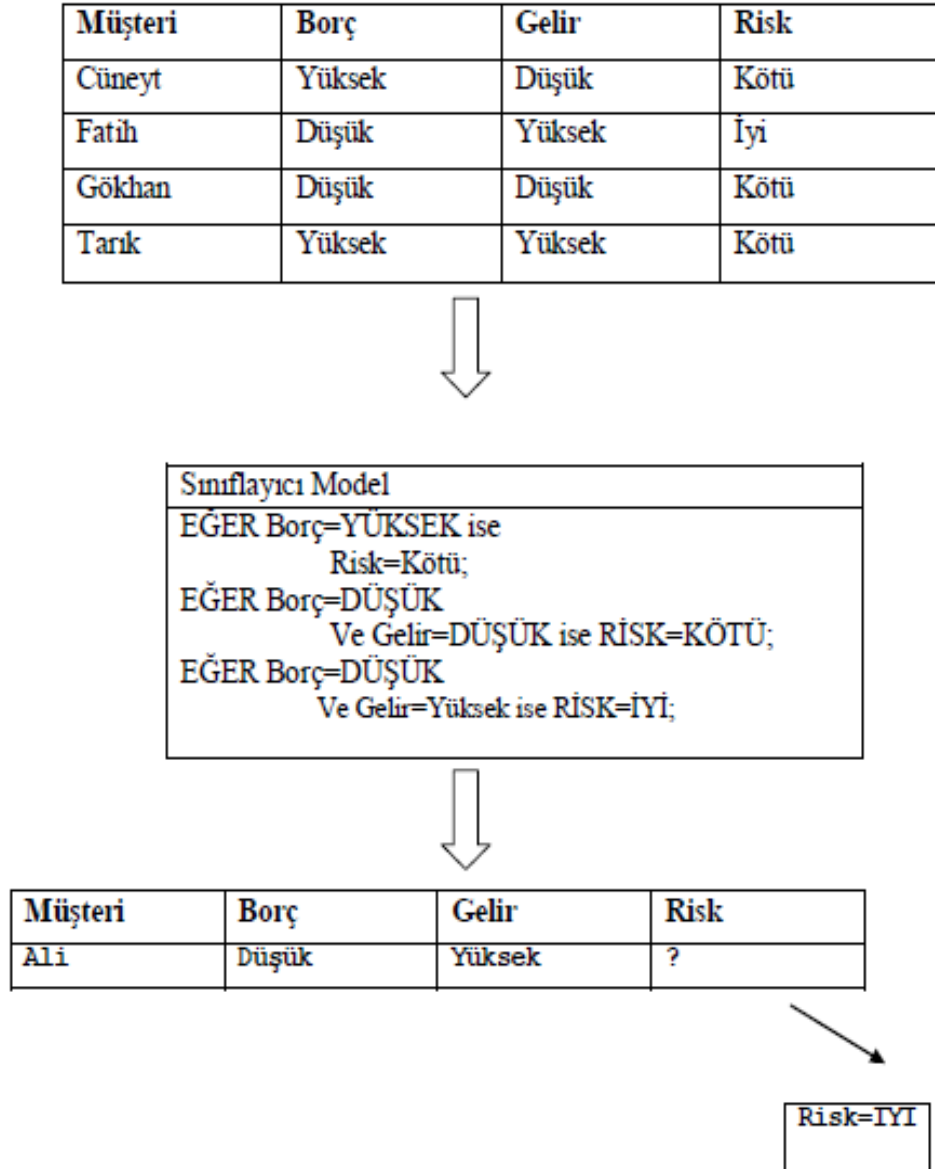 Müşteri Borç Gelir Risk
Cüneyt Yüksek Düşük Kötü
Fatih Düşük Yüksek İyi
Gökhan Düşük Düşük Kötü
Tarık Yüksek Yüksek Kötü
Sınıflayıcı Model
EĞER Borç=YÜKSEK ise
Risk=Kötü;
EĞER Borç=DÜŞÜK
Ve Gelir=DÜŞÜK ise RİSK=KÖTÜ;
EĞER Borç=DÜŞÜK
Ve Gelir=Yüksek ise RİSK=İYİ;
Müşteri Borç Gelir Risk
Ali Düşük Yüksek ?
Risk=IYI